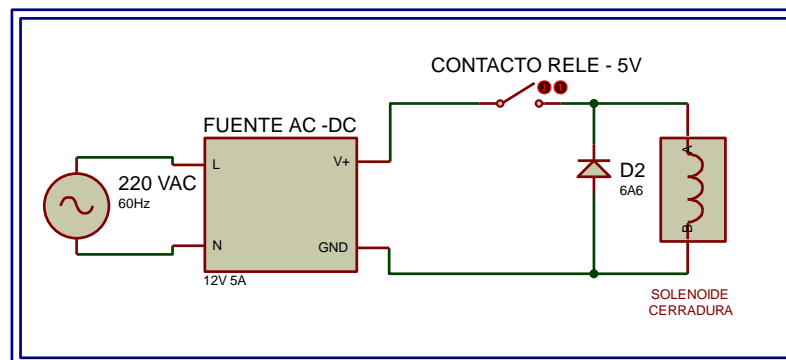 CONTACTO RELE - 5V
FUENTE AC -DC
L
V+
220 VAC
60Hz
N
GND
12V 5A
D2
6A6
A
B
SOLENOIDE
CERRADURA